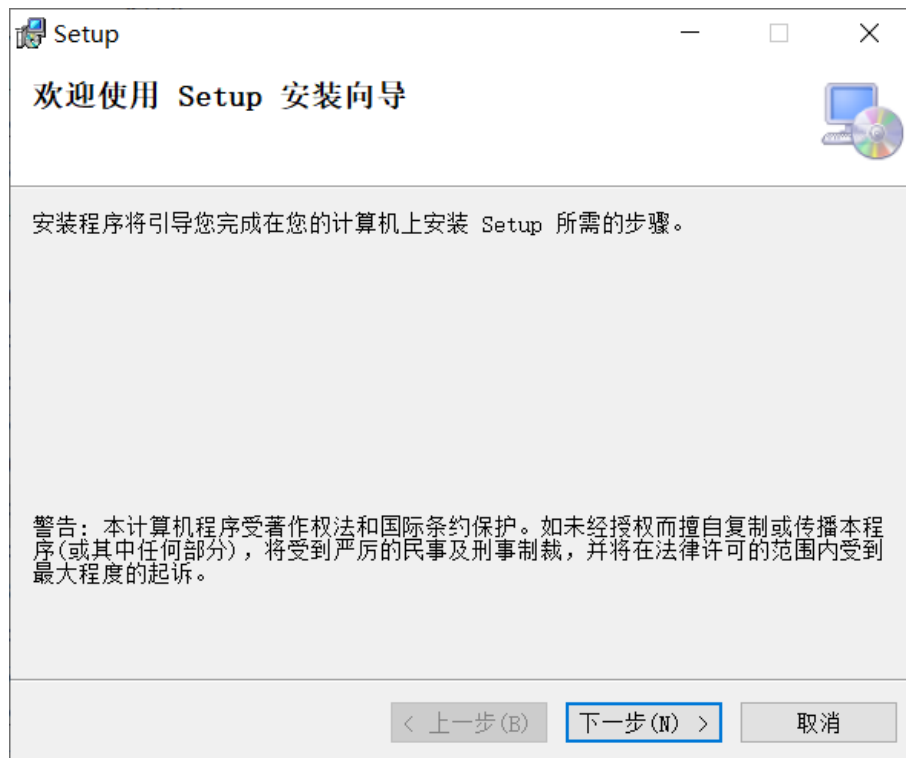 Setup
欢迎使用 Setup 安装向导
安装程序将引导您完成在您的计算机上安装 Setup 所需的步骤。
警告: 本计算机程序受著作权法和国际条约保护。如未经授权而擅自复制或传播本程
序(或其中任何部分)，将受到严厉的民事及刑事制裁，并将在法律许可的范围内受到
最大程度的起诉。
< 上一步(B)
下一步(N) >
取消